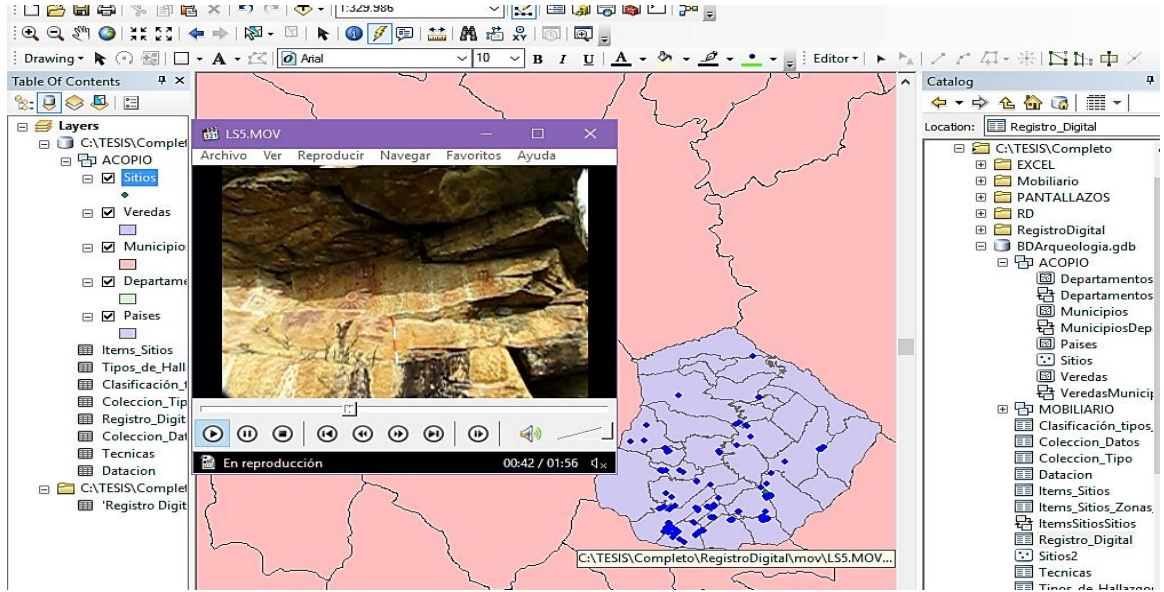 1:329.986
Drawing
Arial
10
B I U A
Editor
Table Of Contents
Layers
C:\TESIS\Complet
ACOPIO
Sitios
Veredas
Municipio
Departame
Paises
Items_Sitios
Tipos_de_Hall
Clasificación_t
Coleccion_Tip
Registro_Digit
Coleccion_Dat
Tecnicas
Datacion
C:\TESIS\Complet
'Registro Digit
LS5.MOV
Archivo Ver Reproducir Navegar Favoritos Ayuda
En reproducción
00:42 / 01:56
C:\TESIS\Completo\RegistroDigital\mov\LS5.MOV...
Catalog
Location: Registro_Digital
C:\TESIS\Completo
EXCEL
Mobiliario
PANTALLAZOS
RD
RegistroDigital
BDArqueologia.gdb
ACOPIO
Departamentos
Departamentos
Municipios
MunicipiosDep
Paises
Sitios
Veredas
VeredasMunicip
MOBILIARIO
Clasificación_tipos_
Coleccion_Datos
Coleccion_Tipo
Datacion
Items_Sitios
Items_Sitios_Zonas_
ItemsSitiosSitios
Registro_Digital
Sitios2
Tecnicas
Tipos_de_Hallazgo